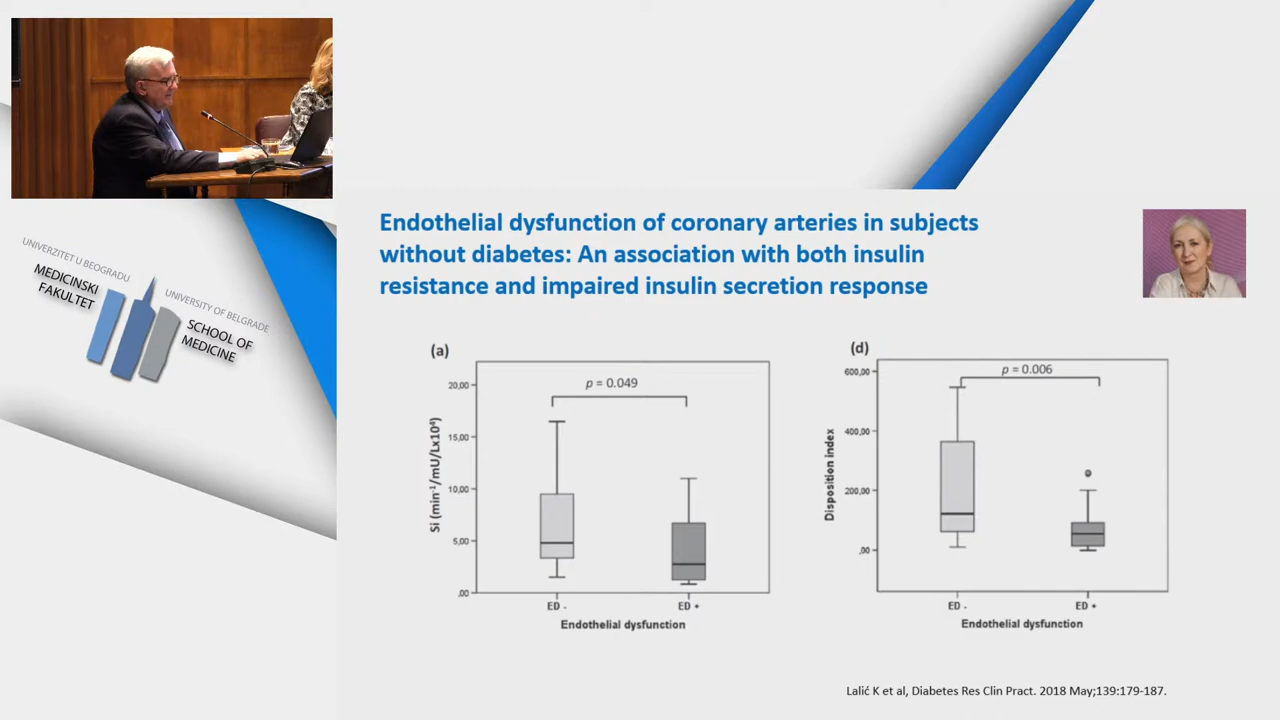 UNIVERZITET U BEOGRADU
MEDICINSKI
FAKULTET
UNIVERSITY OF BELGRADE
SCHOOL OF
MEDICINE
Endothelial dysfunction of coronary arteries in subjects
without diabetes: An association with both insulin
resistance and impaired insulin secretion response
(a)
p = 0.049
20,00
15,00
10,00
5,00
,00
Si (min⁻¹/mU/Lx10⁴)
ED -
ED +
Endothelial dysfunction
(d)
p = 0.006
600,00
400,00
200,00
,00
Disposition index
ED -
ED +
Endothelial dysfunction
Lalić K et al, Diabetes Res Clin Pract. 2018 May;139:179-187.